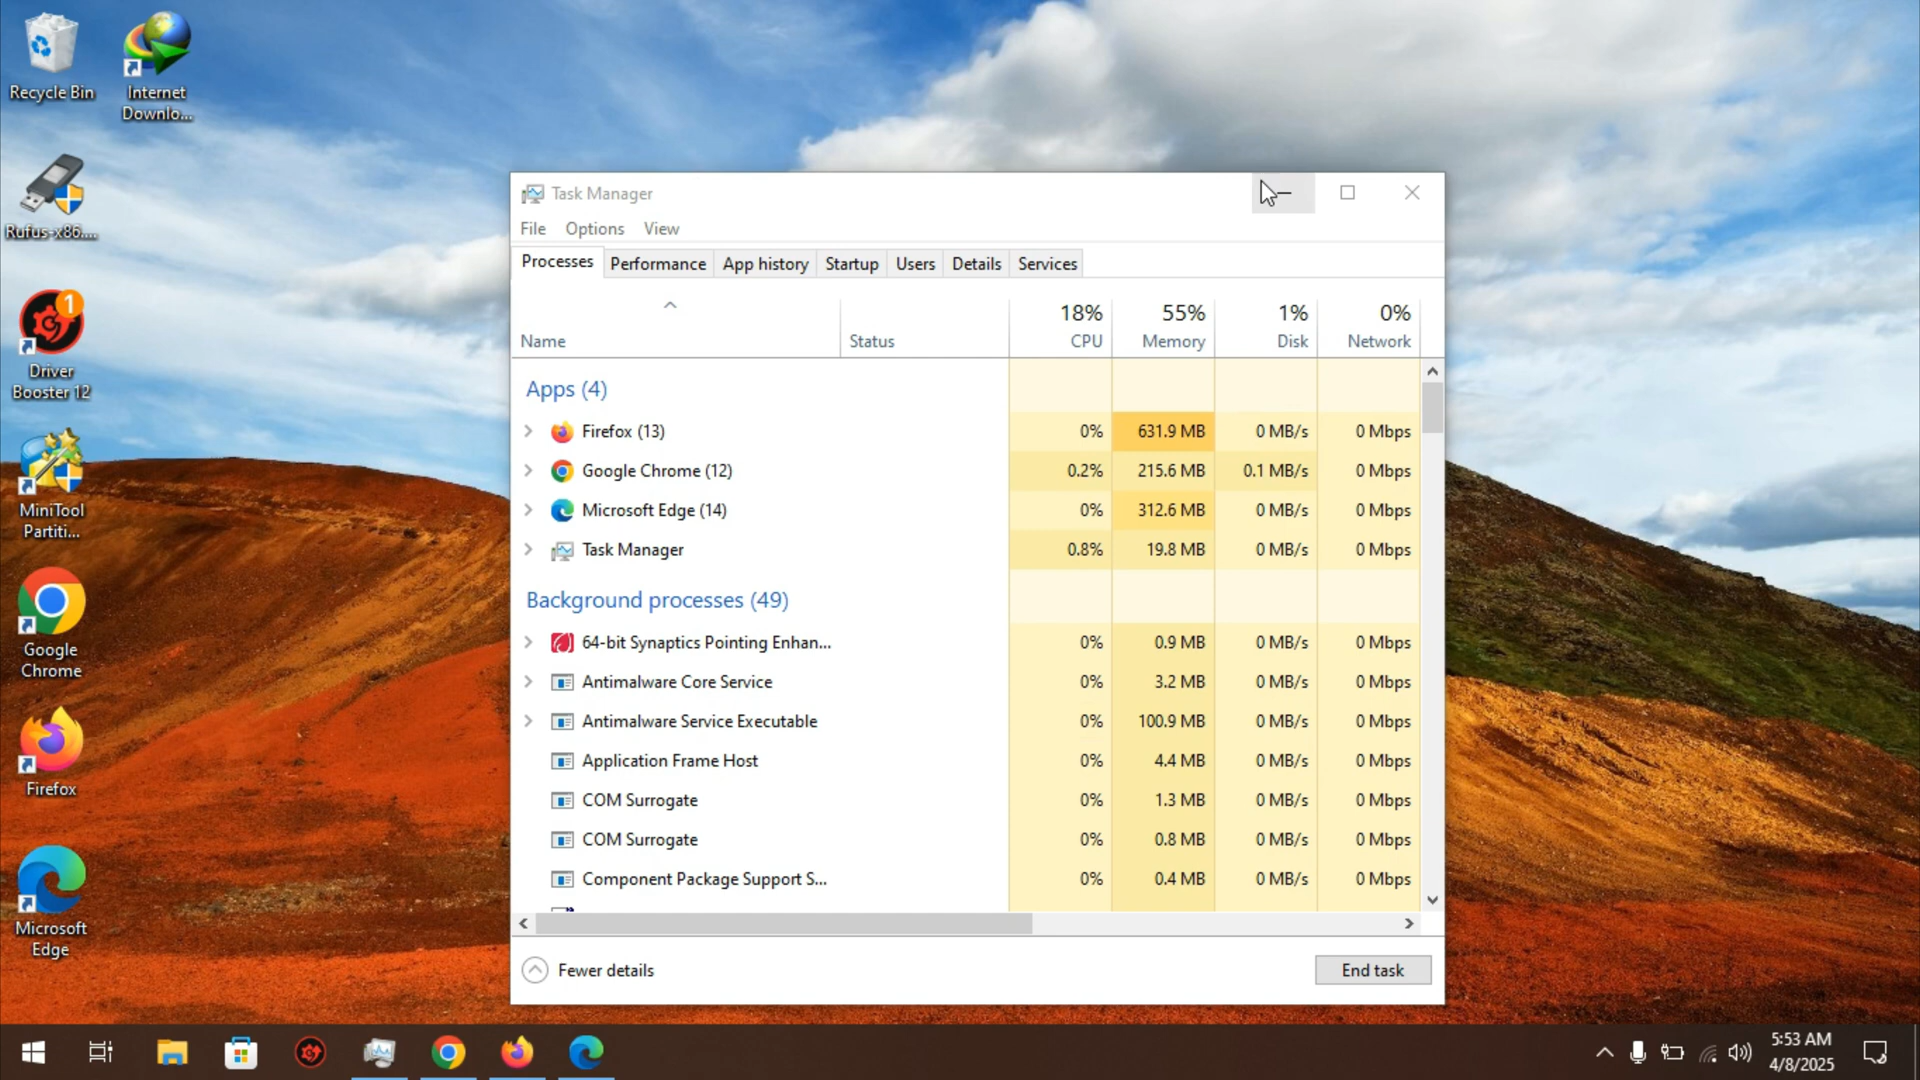 Recycle Bin
Internet
Downlo...
Rufus-x86....
1
Driver
Booster 12
MiniTool
Partiti...
Google
Chrome
Firefox
Microsoft
Edge
Task Manager
File Options View
Processes Performance App history Startup Users Details Services
18% 55% 1% 0%
Name Status CPU Memory Disk Network
Apps (4)
Firefox (13) 0% 631.9 MB 0 MB/s 0 Mbps
Google Chrome (12) 0.2% 215.6 MB 0.1 MB/s 0 Mbps
Microsoft Edge (14) 0% 312.6 MB 0 MB/s 0 Mbps
Task Manager 0.8% 19.8 MB 0 MB/s 0 Mbps
Background processes (49)
64-bit Synaptics Pointing Enhan... 0% 0.9 MB 0 MB/s 0 Mbps
Antimalware Core Service 0% 3.2 MB 0 MB/s 0 Mbps
Antimalware Service Executable 0% 100.9 MB 0 MB/s 0 Mbps
Application Frame Host 0% 4.4 MB 0 MB/s 0 Mbps
COM Surrogate 0% 1.3 MB 0 MB/s 0 Mbps
COM Surrogate 0% 0.8 MB 0 MB/s 0 Mbps
Component Package Support S... 0% 0.4 MB 0 MB/s 0 Mbps
Fewer details End task
5:53 AM
4/8/2025